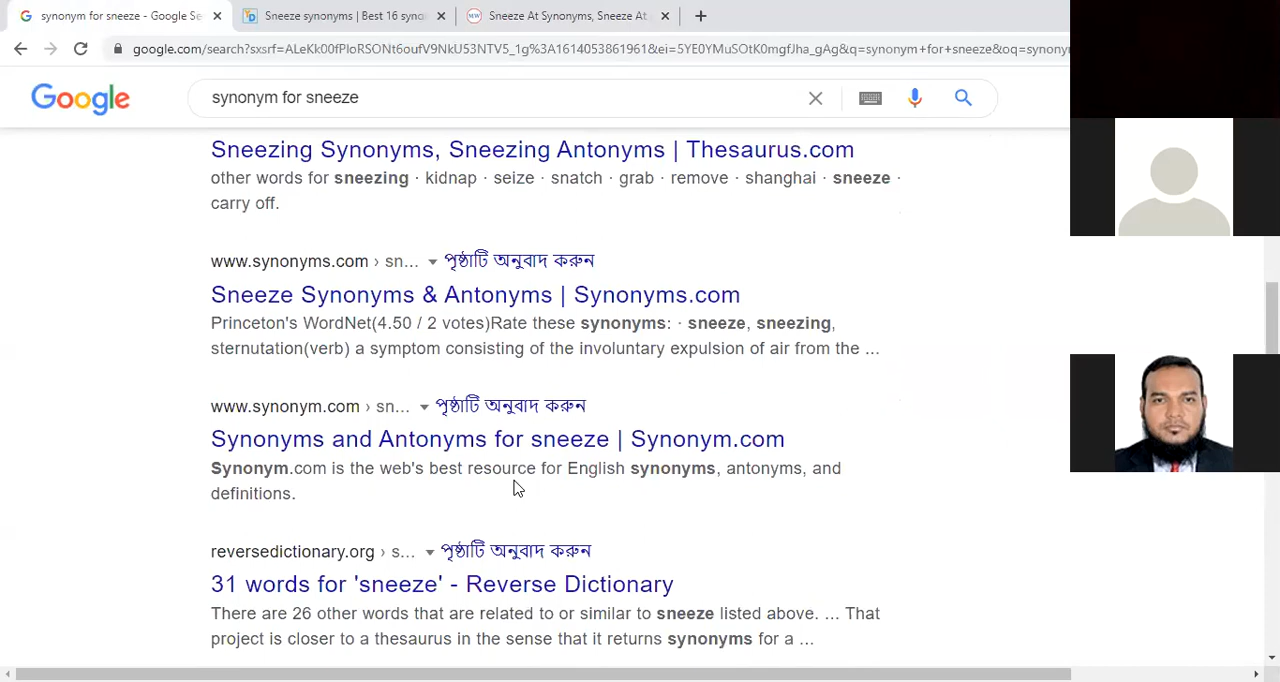 synonym for sneeze - Google Se
Sneeze synonyms | Best 16 syno
Sneeze At Synonyms, Sneeze At
google.com/search?sxsrf=ALeKk00fPIoRSONt6oufV9NkU53NTV5_1g%3A1614053861961&ei=5YE0YMuSOtK0mgfJha_gAg&q=synonym+for+sneeze&oq=synony
Google
synonym for sneeze
Sneezing Synonyms, Sneezing Antonyms | Thesaurus.com
other words for sneezing · kidnap · seize · snatch · grab · remove · shanghai · sneeze ·
carry off.
www.synonyms.com › sn... পৃষ্ঠাটি অনুবাদ করুন
Sneeze Synonyms & Antonyms | Synonyms.com
Princeton's WordNet(4.50 / 2 votes)Rate these synonyms: · sneeze, sneezing,
sternutation(verb) a symptom consisting of the involuntary expulsion of air from the ...
www.synonym.com › sn... পৃষ্ঠাটি অনুবাদ করুন
Synonyms and Antonyms for sneeze | Synonym.com
Synonym.com is the web's best resource for English synonyms, antonyms, and
definitions.
reversedictionary.org › s... পৃষ্ঠাটি অনুবাদ করুন
31 words for 'sneeze' - Reverse Dictionary
There are 26 other words that are related to or similar to sneeze listed above. ... That
project is closer to a thesaurus in the sense that it returns synonyms for a ...